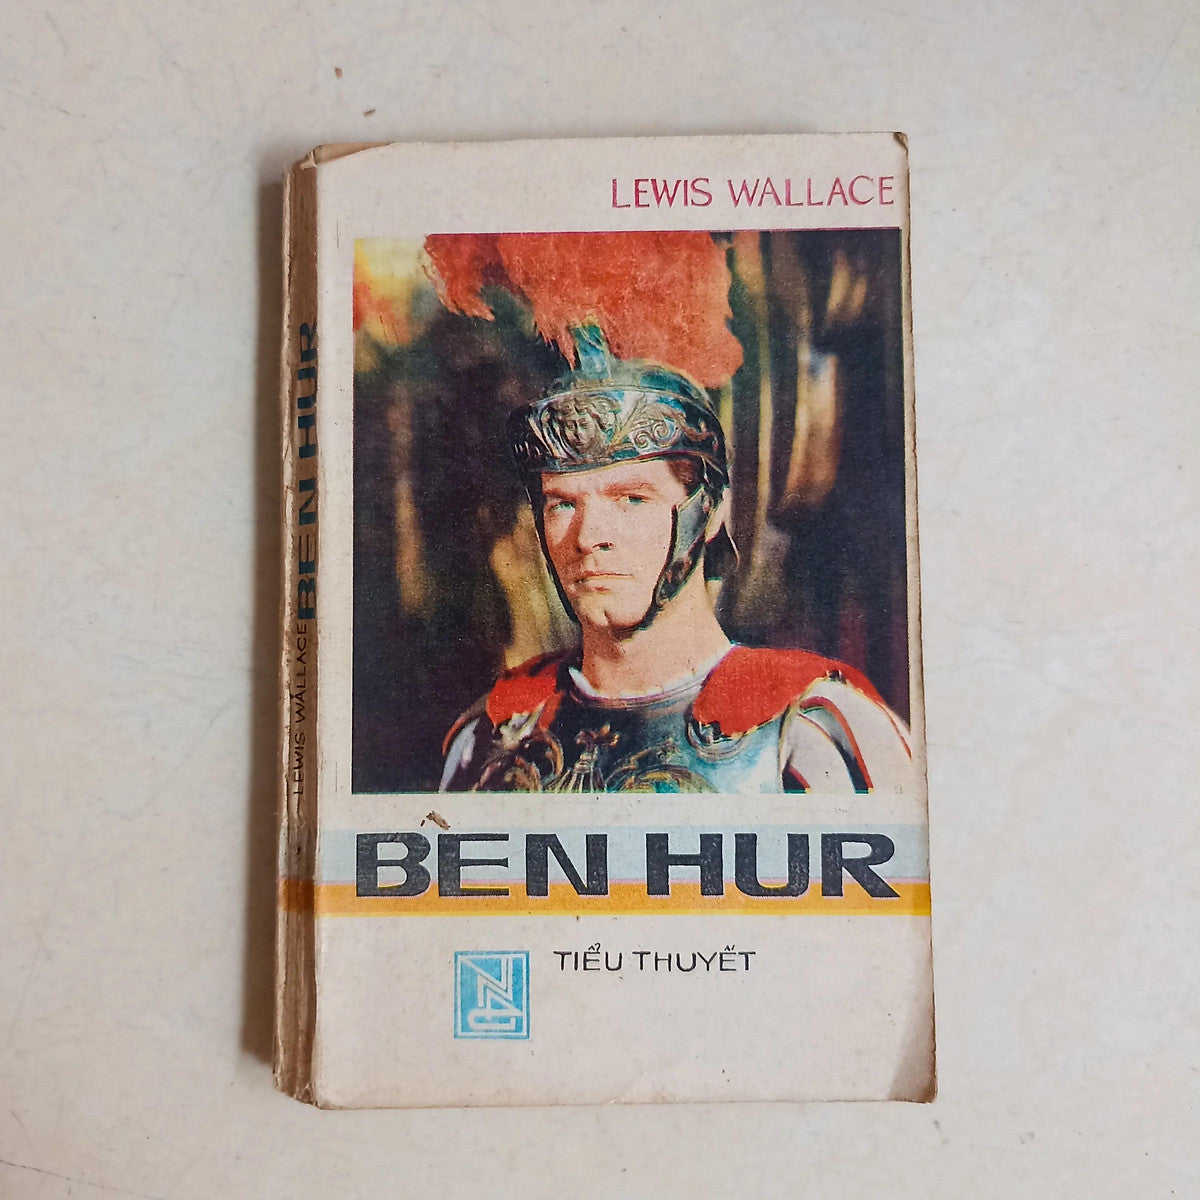 LEWIS WALLACE
BEN HUR
TIỂU THUYẾT
LEWIS WALLACE BEN HUR